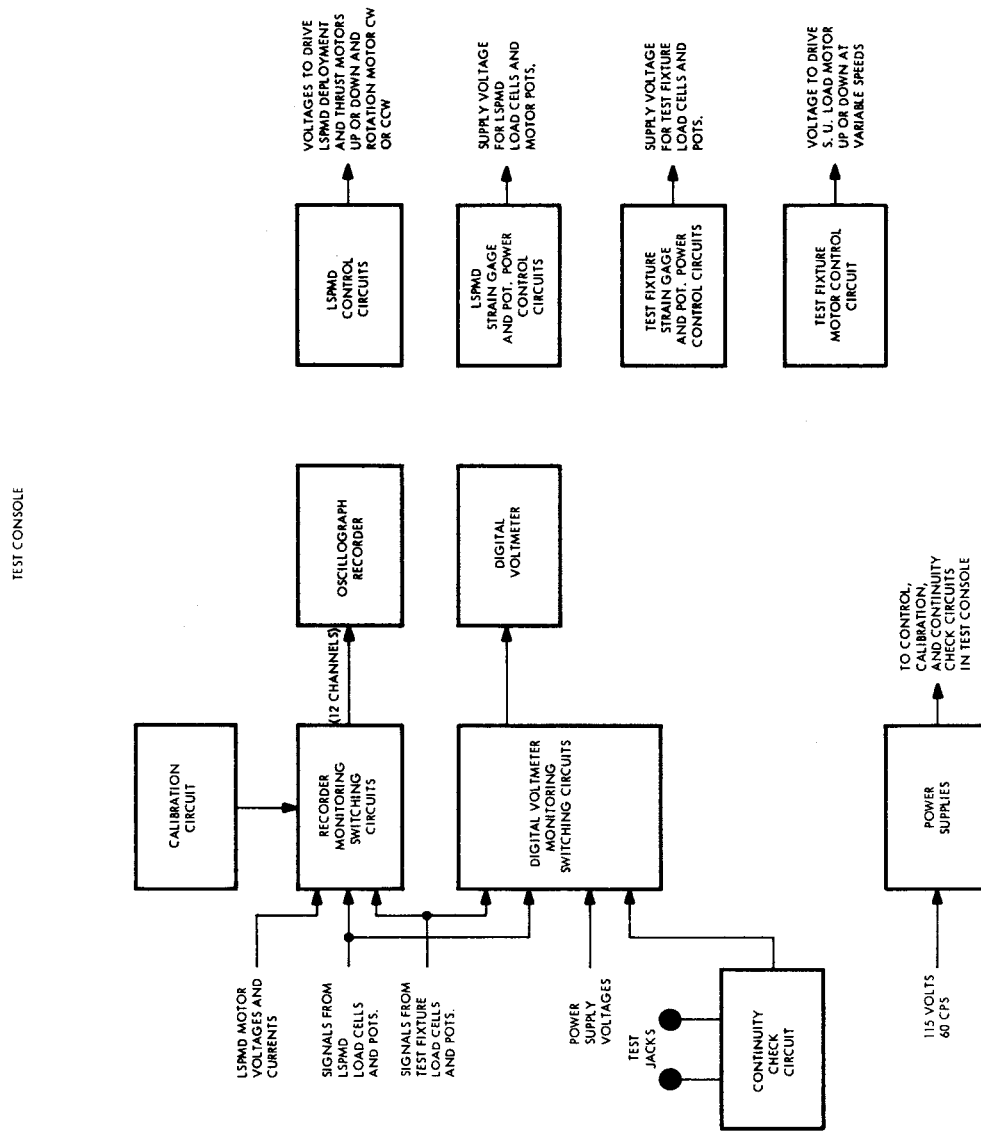 TEST CONSOLE
CALIBRATION
CIRCUIT
LSPMD MOTOR
VOLTAGES AND
CURRENTS
SIGNALS FROM
LSPMD
LOAD CELLS
AND POTS.
SIGNALS FROM
TEST FIXTURE
LOAD CELLS
AND POTS.
RECORDER
MONITORING
SWITCHING
CIRCUITS
(12 CHANNELS)
OSCILLOGRAPH
RECORDER
LSPMD
CONTROL
CIRCUITS
VOLTAGES TO DRIVE
LSPMD DEPLOYMENT
AND THRUST MOTORS
UP OR DOWN AND
ROTATION MOTOR CW
OR CCW
POWER
SUPPLY
VOLTAGES
TEST
JACKS
CONTINUITY
CHECK
CIRCUIT
DIGITAL VOLTMETER
MONITORING
SWITCHING CIRCUITS
DIGITAL
VOLTMETER
LSPMD
STRAIN GAGE
AND POT. POWER
CONTROL
CIRCUITS
SUPPLY VOLTAGE
FOR LSPMD
LOAD CELLS AND
MOTOR POTS.
TEST FIXTURE
STRAIN GAGE
AND POT. POWER
CONTROL CIRCUITS
SUPPLY VOLTAGE
FOR TEST FIXTURE
LOAD CELLS AND
POTS.
TEST FIXTURE
MOTOR CONTROL
CIRCUIT
VOLTAGE TO DRIVE
S. U. LOAD MOTOR
UP OR DOWN AT
VARIABLE SPEEDS
115 VOLTS
60 CPS
POWER
SUPPLIES
TO CONTROL,
CALIBRATION,
AND CONTINUITY
CHECK CIRCUITS
IN TEST CONSOLE